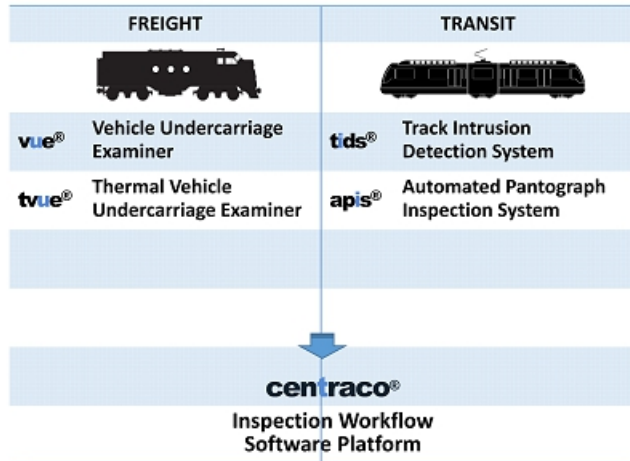 FREIGHT
TRANSIT
vue® Vehicle Undercarriage
Examiner
tids® Track Intrusion
Detection System
tvue® Thermal Vehicle
Undercarriage Examiner
apis® Automated Pantograph
Inspection System
centraco®
Inspection Workflow
Software Platform